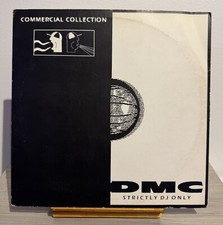 COMMERCIAL COLLECTION
DMC
STRICTLY DJ ONLY